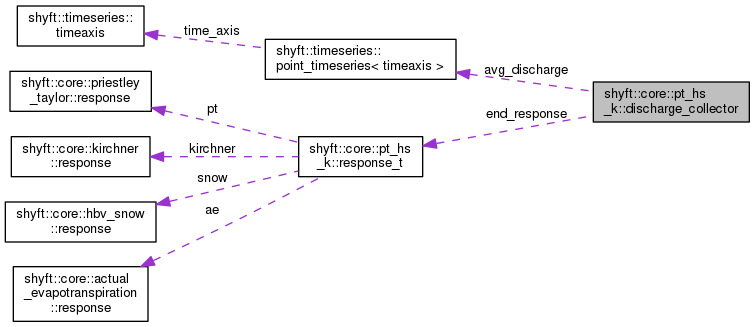 shyft::timeseries::
timeaxis
time_axis
shyft::timeseries::
point_timeseries< timeaxis >
avg_discharge
shyft::core::pt_hs
_k::discharge_collector
end_response
shyft::core::priestley
_taylor::response
pt
shyft::core::kirchner
::response
kirchner
shyft::core::pt_hs
_k::response_t
snow
shyft::core::hbv_snow
::response
ae
shyft::core::actual
_evapotranspiration
::response